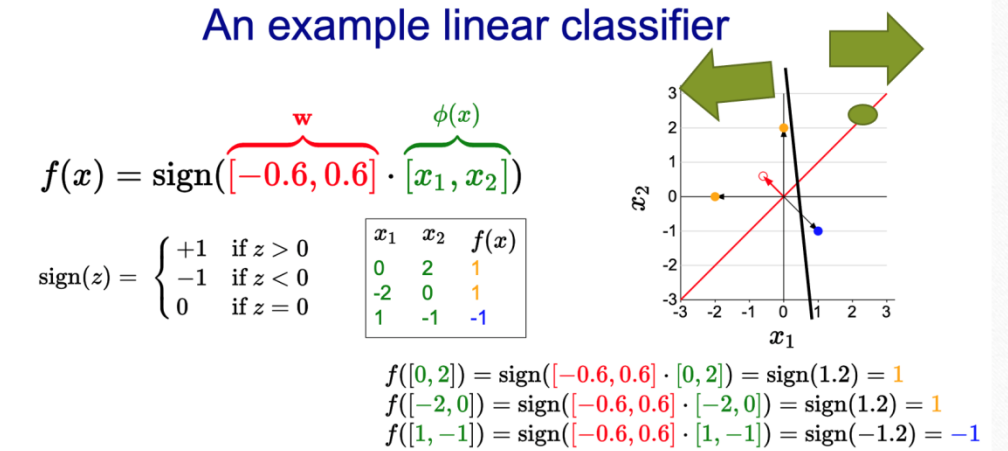 An example linear classifier
w
ϕ(x)
f(x) = sign([−0.6, 0.6] · [x₁, x₂])
sign(z) = { +1 if z > 0
−1 if z < 0
0 if z = 0
x₁ x₂ f(x)
0 2 1
-2 0 1
1 -1 -1
3
2
1
0
-1
-2
-3
x₂
-3 -2 -1 0 1 2 3
x₁
f([0, 2]) = sign([−0.6, 0.6] · [0, 2]) = sign(1.2) = 1
f([−2, 0]) = sign([−0.6, 0.6] · [−2, 0]) = sign(1.2) = 1
f([1, −1]) = sign([−0.6, 0.6] · [1, −1]) = sign(−1.2) = −1